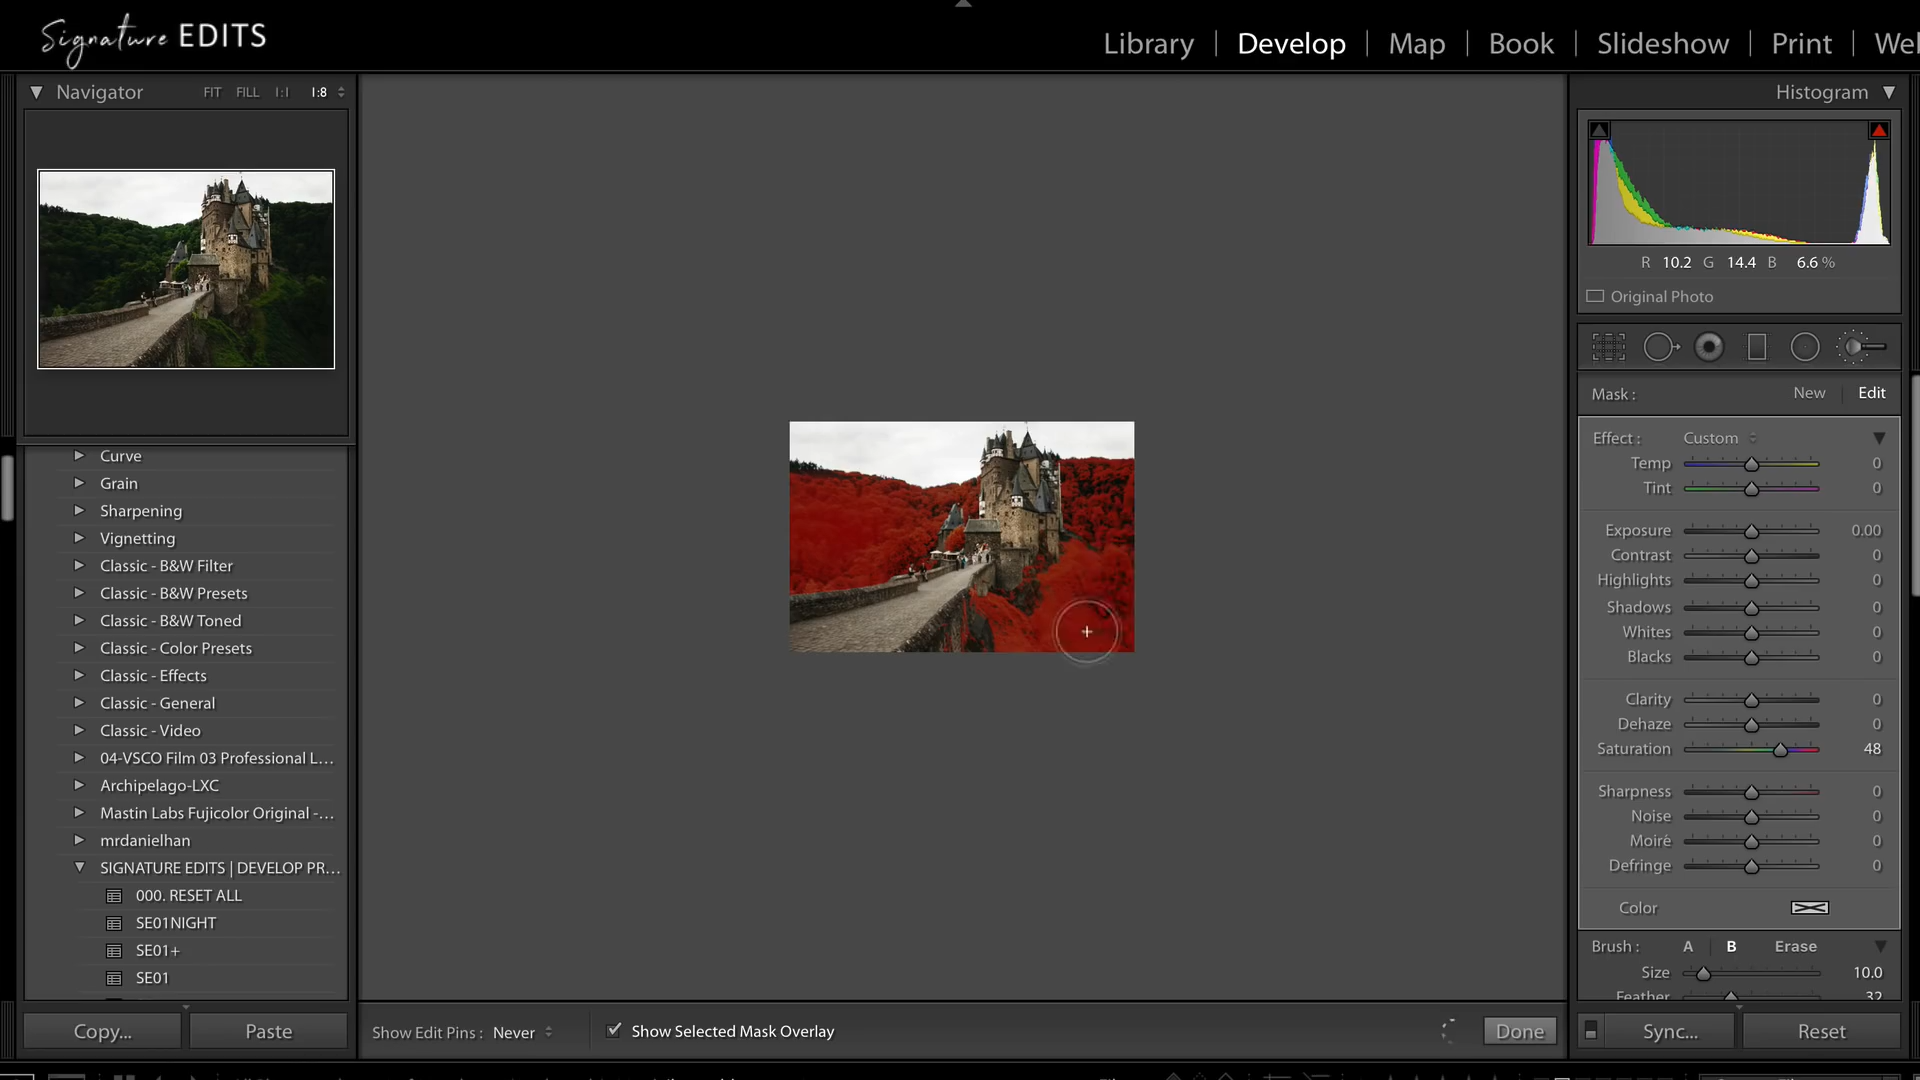 Signature EDITS
Library | Develop | Map | Book | Slideshow | Print | Wel
Navigator FIT FILL 1:1 1:8
Histogram
R 10.2 G 14.4 B 6.6 %
Original Photo
Mask : New Edit
Effect : Custom
Temp 0
Tint 0
Exposure 0.00
Contrast 0
Highlights 0
Shadows 0
Whites 0
Blacks 0
Clarity 0
Dehaze 0
Saturation 48
Sharpness 0
Noise 0
Moiré 0
Defringe 0
Color
Brush : A | B Erase
Size 10.0
Feather 32
Curve
Grain
Sharpening
Vignetting
Classic - B&W Filter
Classic - B&W Presets
Classic - B&W Toned
Classic - Color Presets
Classic - Effects
Classic - General
Classic - Video
04-VSCO Film 03 Professional L...
Archipelago-LXC
Mastin Labs Fujicolor Original -...
mrdanielhan
SIGNATURE EDITS | DEVELOP PR...
000. RESET ALL
SE01NIGHT
SE01+
SE01
Copy... Paste
Show Edit Pins : Never
Show Selected Mask Overlay
Done
Sync... Reset